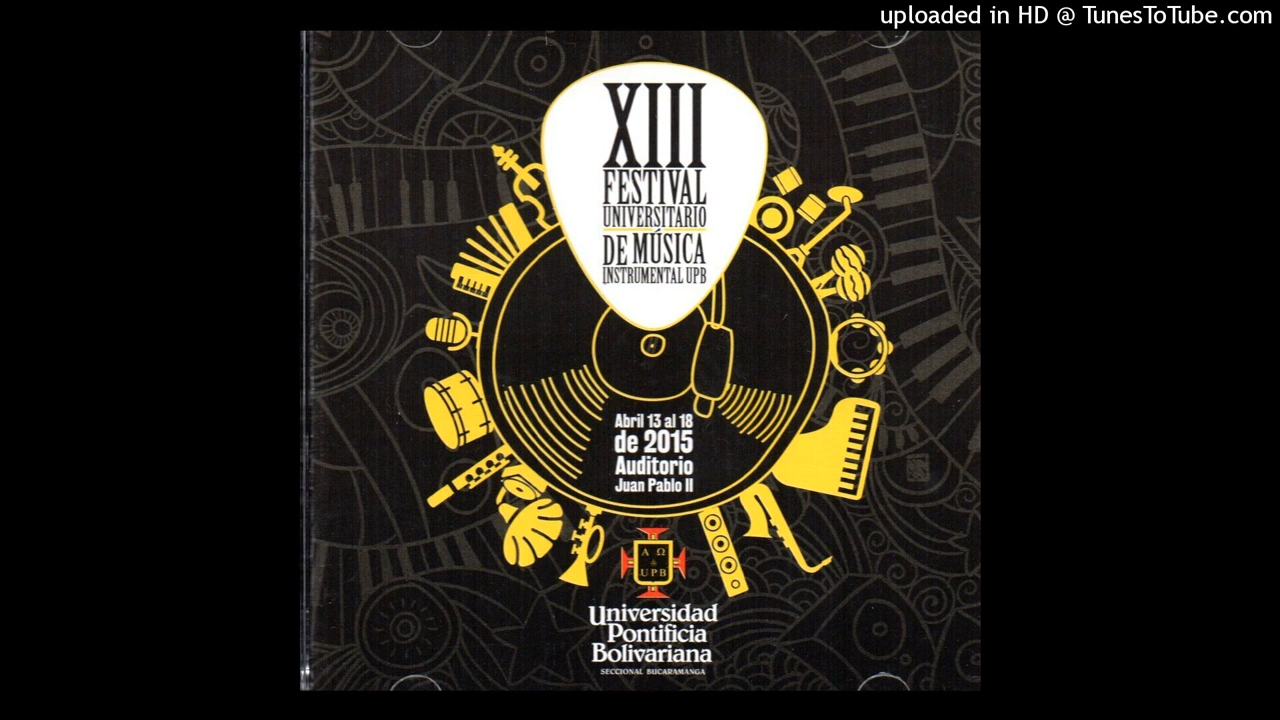 uploaded in HD @ TunesToTube.com
XIII
FESTIVAL
UNIVERSITARIO
DE MÚSICA
INSTRUMENTAL UPB
Abril 13 al 18
de 2015
Auditorio
Juan Pablo II
A Ω
&
UPB
Universidad
Pontificia
Bolivariana
SECCIONAL BUCARAMANGA